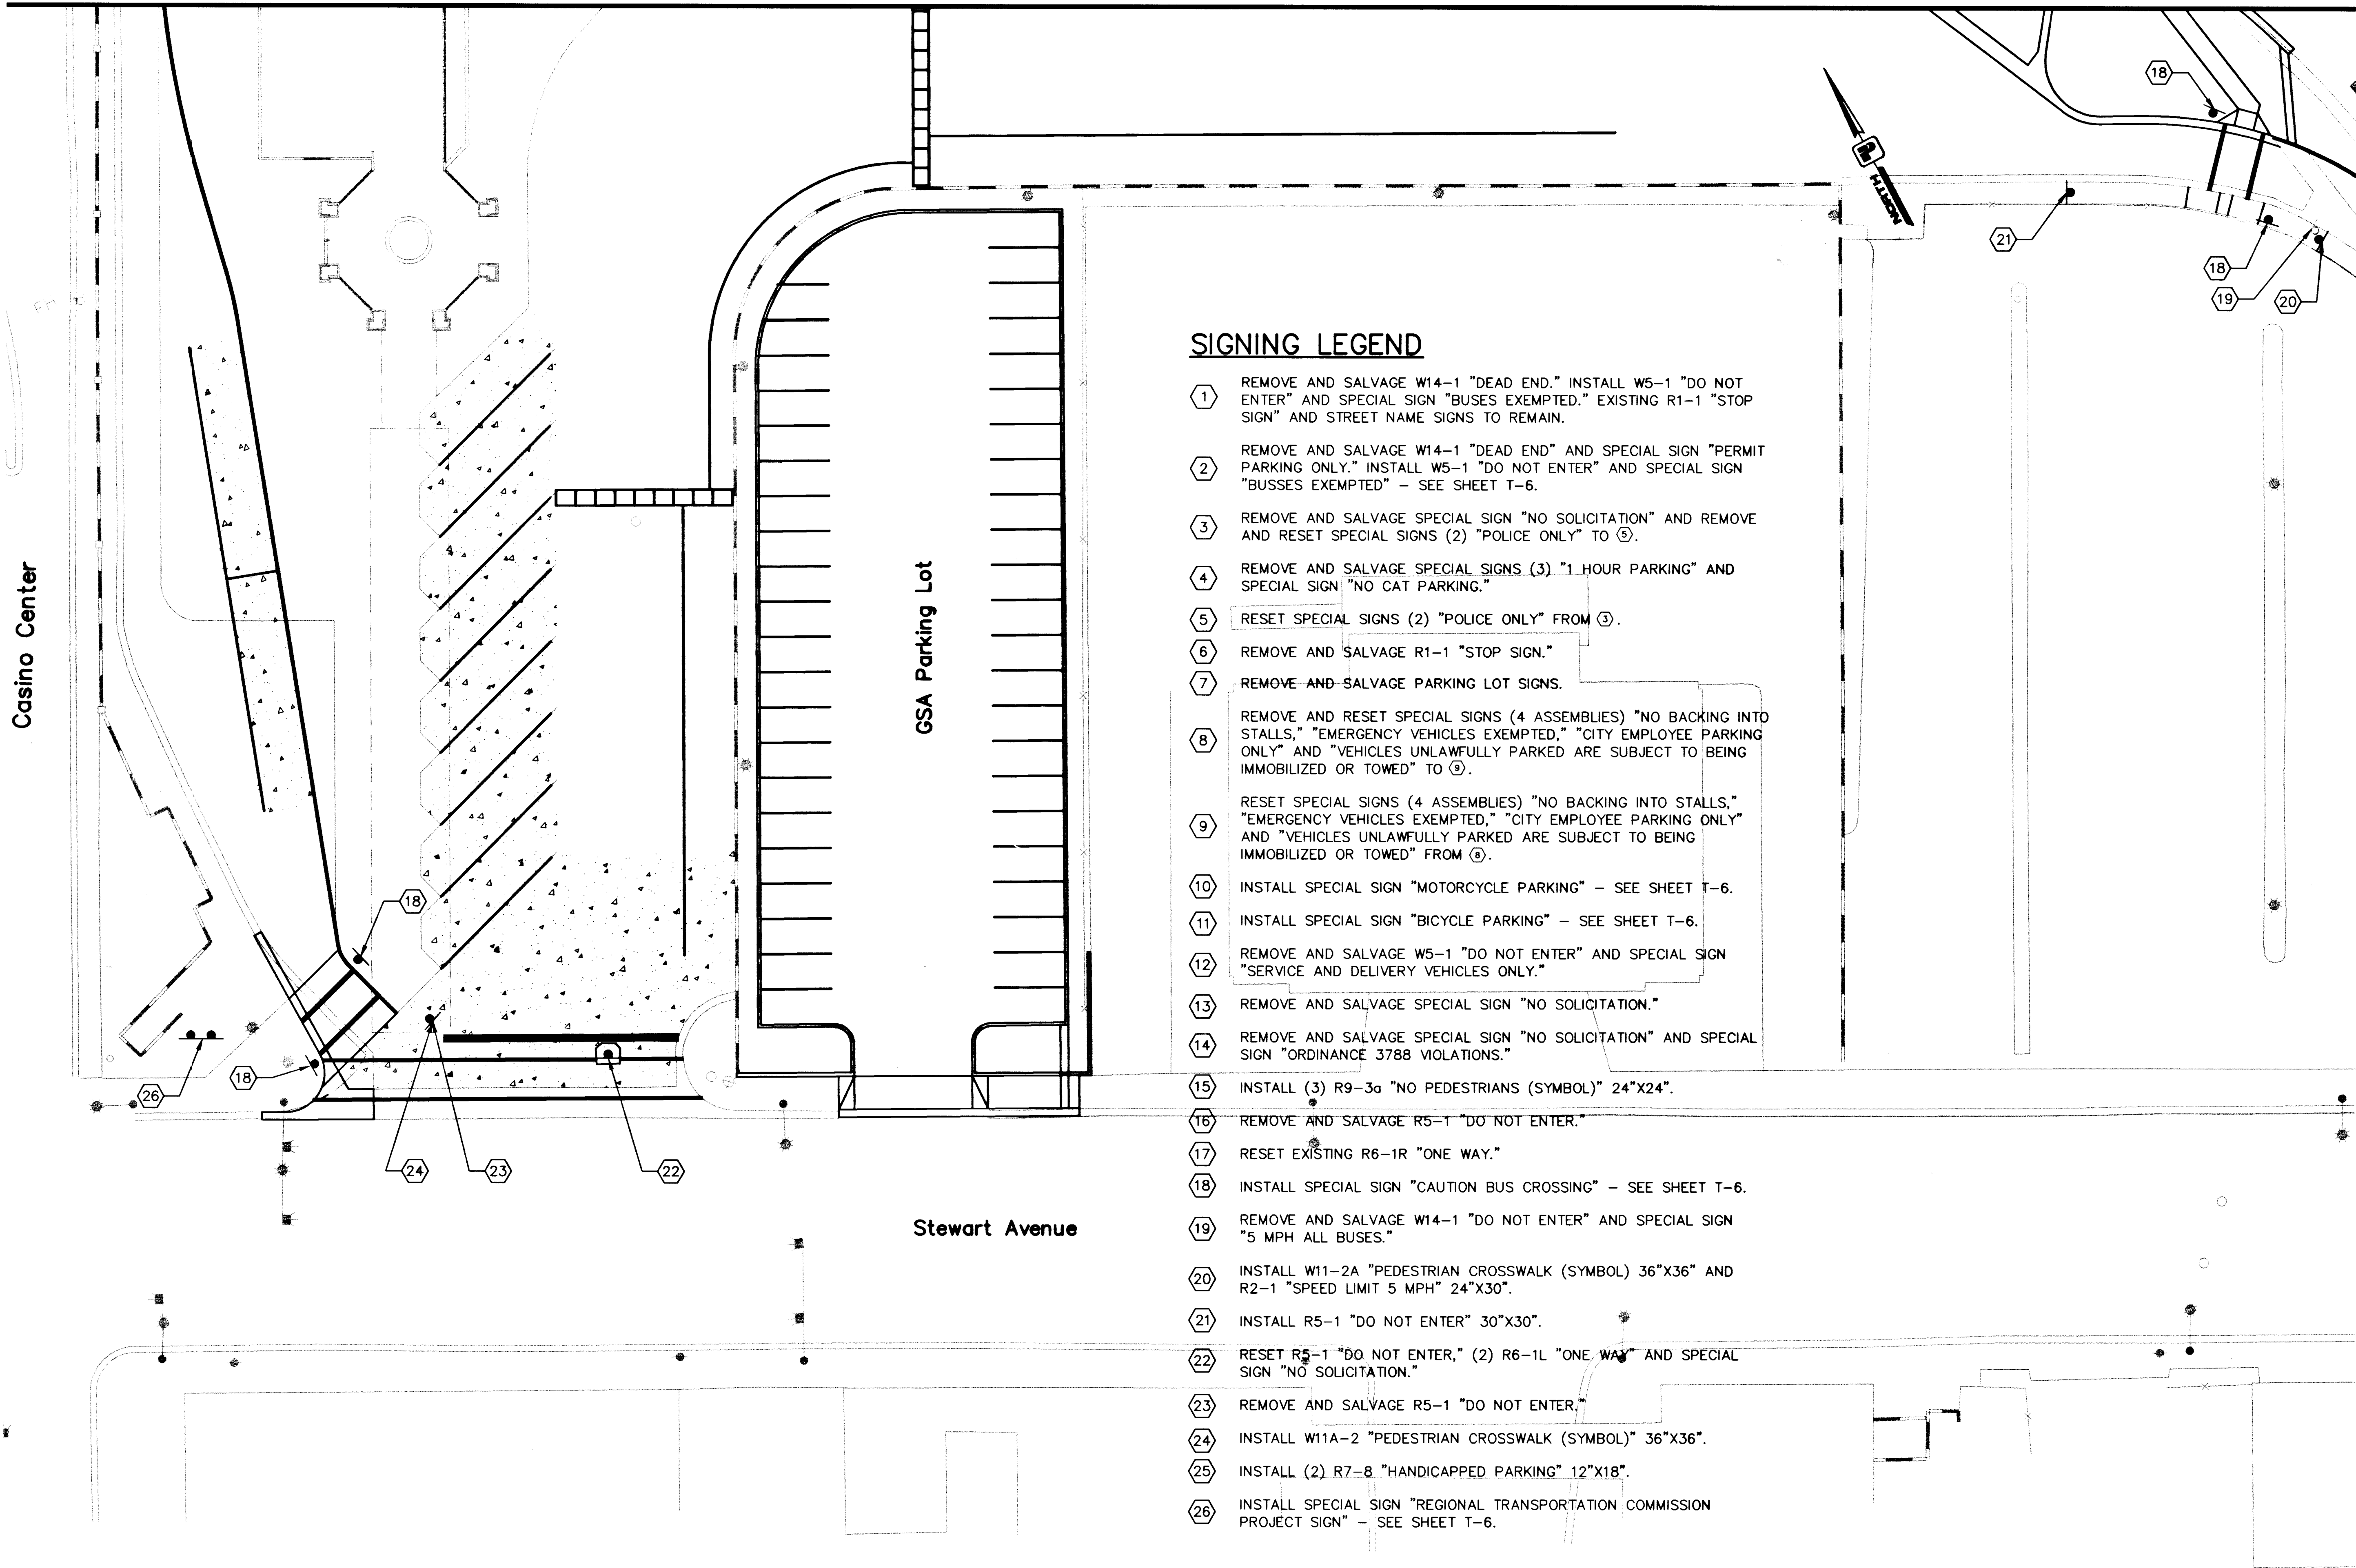 18
NORTH
21
18
19
20
Casino Center
GSA Parking Lot
SIGNING LEGEND
1 REMOVE AND SALVAGE W14-1 "DEAD END." INSTALL W5-1 "DO NOT
ENTER" AND SPECIAL SIGN "BUSES EXEMPTED." EXISTING R1-1 "STOP
SIGN" AND STREET NAME SIGNS TO REMAIN.
2 REMOVE AND SALVAGE W14-1 "DEAD END" AND SPECIAL SIGN "PERMIT
PARKING ONLY." INSTALL W5-1 "DO NOT ENTER" AND SPECIAL SIGN
"BUSSES EXEMPTED" - SEE SHEET T-6.
3 REMOVE AND SALVAGE SPECIAL SIGN "NO SOLICITATION" AND REMOVE
AND RESET SPECIAL SIGNS (2) "POLICE ONLY" TO 5.
4 REMOVE AND SALVAGE SPECIAL SIGNS (3) "1 HOUR PARKING" AND
SPECIAL SIGN "NO CAT PARKING."
5 RESET SPECIAL SIGNS (2) "POLICE ONLY" FROM 3.
6 REMOVE AND SALVAGE R1-1 "STOP SIGN."
7 REMOVE AND SALVAGE PARKING LOT SIGNS.
8 REMOVE AND RESET SPECIAL SIGNS (4 ASSEMBLIES) "NO BACKING INTO
STALLS," "EMERGENCY VEHICLES EXEMPTED," "CITY EMPLOYEE PARKING
ONLY" AND "VEHICLES UNLAWFULLY PARKED ARE SUBJECT TO BEING
IMMOBILIZED OR TOWED" TO 9.
9 RESET SPECIAL SIGNS (4 ASSEMBLIES) "NO BACKING INTO STALLS,"
"EMERGENCY VEHICLES EXEMPTED," "CITY EMPLOYEE PARKING ONLY"
AND "VEHICLES UNLAWFULLY PARKED ARE SUBJECT TO BEING
IMMOBILIZED OR TOWED" FROM 8.
10 INSTALL SPECIAL SIGN "MOTORCYCLE PARKING" - SEE SHEET T-6.
11 INSTALL SPECIAL SIGN "BICYCLE PARKING" - SEE SHEET T-6.
12 REMOVE AND SALVAGE W5-1 "DO NOT ENTER" AND SPECIAL SIGN
"SERVICE AND DELIVERY VEHICLES ONLY."
13 REMOVE AND SALVAGE SPECIAL SIGN "NO SOLICITATION."
14 REMOVE AND SALVAGE SPECIAL SIGN "NO SOLICITATION" AND SPECIAL
SIGN "ORDINANCE 3788 VIOLATIONS."
15 INSTALL (3) R9-3a "NO PEDESTRIANS (SYMBOL)" 24"X24".
16 REMOVE AND SALVAGE R5-1 "DO NOT ENTER."
17 RESET EXISTING R6-1R "ONE WAY."
18 INSTALL SPECIAL SIGN "CAUTION BUS CROSSING" - SEE SHEET T-6.
19 REMOVE AND SALVAGE W14-1 "DO NOT ENTER" AND SPECIAL SIGN
"5 MPH ALL BUSES."
20 INSTALL W11-2A "PEDESTRIAN CROSSWALK (SYMBOL) 36"X36" AND
R2-1 "SPEED LIMIT 5 MPH" 24"X30".
21 INSTALL R5-1 "DO NOT ENTER" 30"X30".
22 RESET R5-1 "DO NOT ENTER," (2) R6-1L "ONE WAY" AND SPECIAL
SIGN "NO SOLICITATION."
23 REMOVE AND SALVAGE R5-1 "DO NOT ENTER."
24 INSTALL W11A-2 "PEDESTRIAN CROSSWALK (SYMBOL)" 36"X36".
25 INSTALL (2) R7-8 "HANDICAPPED PARKING" 12"X18".
26 INSTALL SPECIAL SIGN "REGIONAL TRANSPORTATION COMMISSION
PROJECT SIGN" - SEE SHEET T-6.
18
18
26
24
23
22
Stewart Avenue